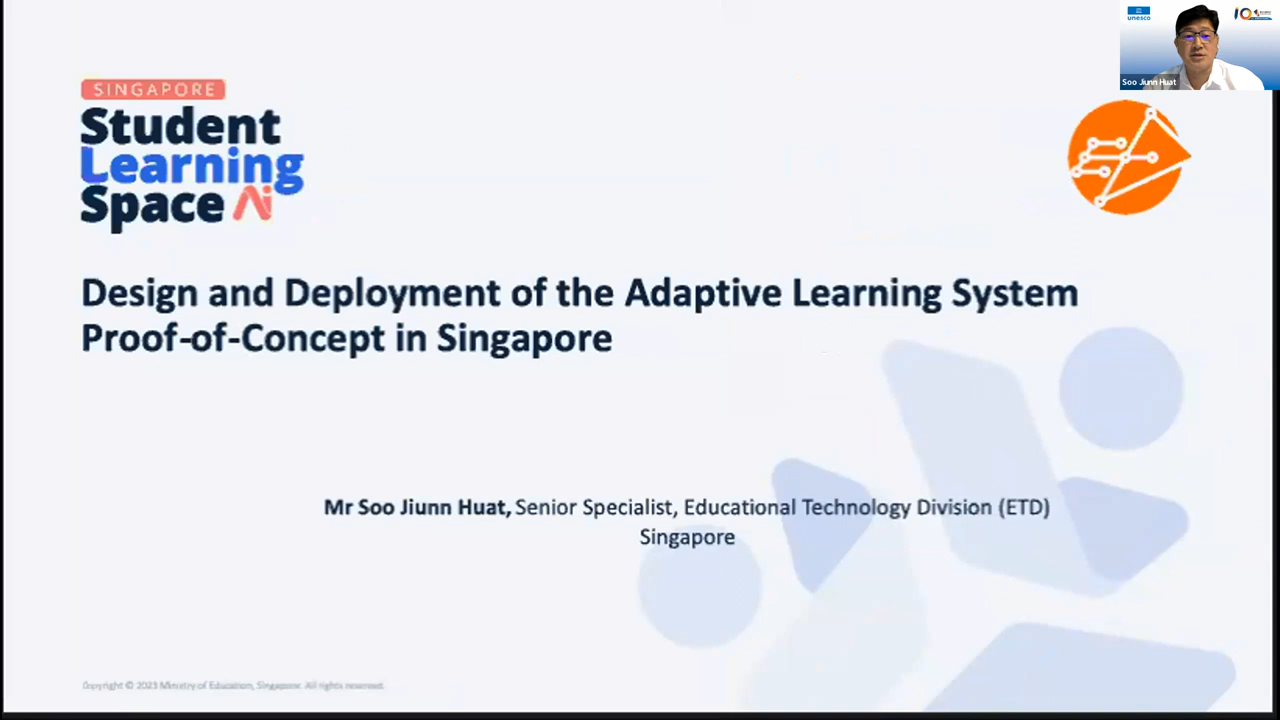 unesco
Soo Jiunn Huat
SINGAPORE
Student
Learning
Space Ai
Design and Deployment of the Adaptive Learning System
Proof-of-Concept in Singapore
Mr Soo Jiunn Huat, Senior Specialist, Educational Technology Division (ETD)
Singapore
Copyright © 2023 Ministry of Education, Singapore. All rights reserved.